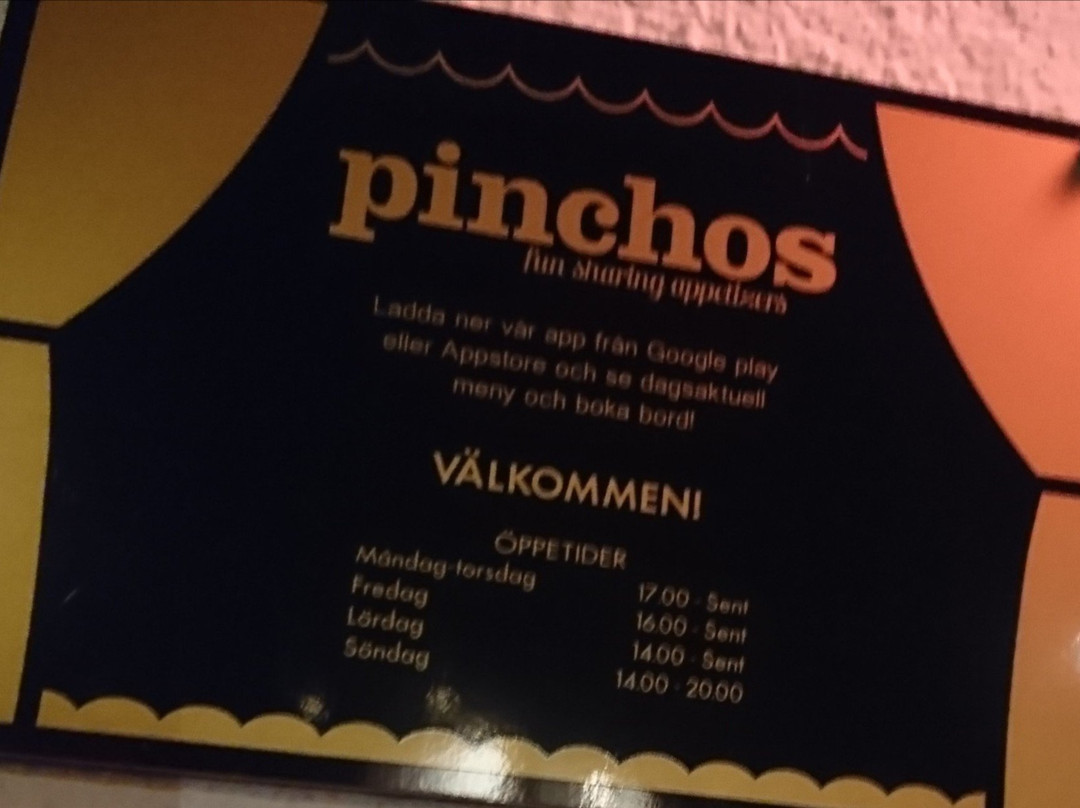 pinchos
fun sharing appetizers
Ladda ner vår app från Google play
eller Appstore och se dagsaktuell
meny och boka bord!
VÄLKOMMEN!
ÖPPETIDER
Måndag-torsdag 17.00 - Sent
Fredag 16.00 - Sent
Lördag 14.00 - Sent
Söndag 14.00 - 20.00